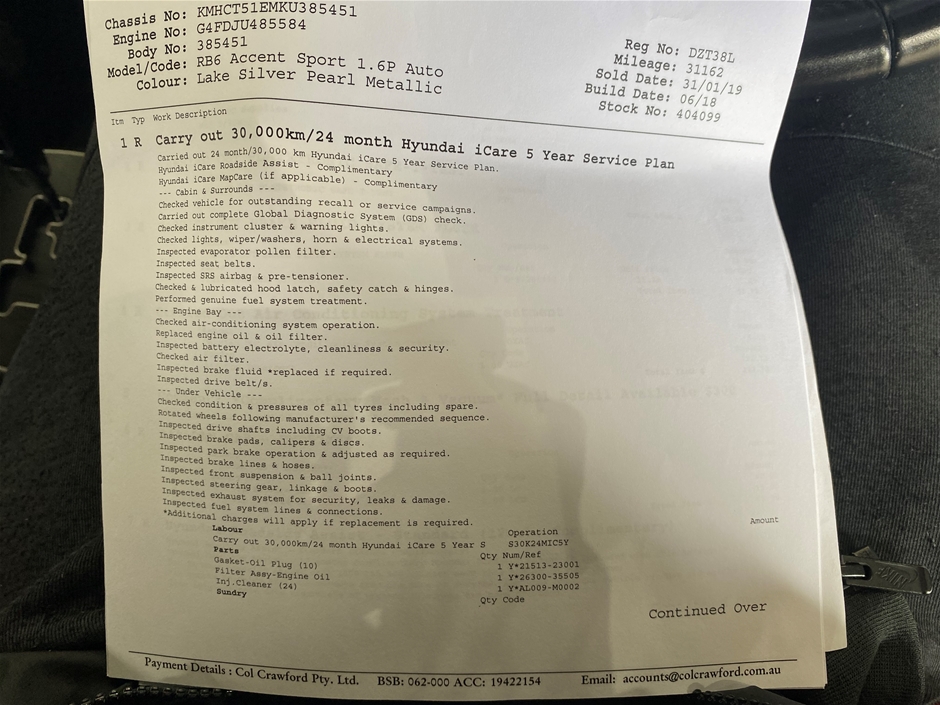 Chassis No: KMHCT51EMKU385451
Engine No: G4FDJU485584
Body No: 385451
Model/Code: RB6 Accent Sport 1.6P Auto
Colour: Lake Silver Pearl Metallic
Reg No: DZT38L
Mileage: 31162
Sold Date: 31/01/19
Build Date: 06/18
Stock No: 404099
Itm Typ Work Description
1 R Carry out 30,000km/24 month Hyundai iCare 5 Year Service Plan
Carried out 24 month/30,000 km Hyundai iCare 5 Year Service Plan.
Hyundai iCare Roadside Assist - Complimentary
Hyundai iCare MapCare (if applicable) - Complimentary
--- Cabin & Surrounds ---
Checked vehicle for outstanding recall or service campaigns.
Carried out complete Global Diagnostic System (GDS) check.
Checked instrument cluster & warning lights.
Checked lights, wiper/washers, horn & electrical systems.
Inspected evaporator pollen filter.
Inspected seat belts.
Inspected SRS airbag & pre-tensioner.
Checked & lubricated hood latch, safety catch & hinges.
Performed genuine fuel system treatment.
--- Engine Bay ---
Checked air-conditioning system operation.
Replaced engine oil & oil filter.
Inspected battery electrolyte, cleanliness & security.
Checked air filter.
Inspected brake fluid *replaced if required.
Inspected drive belt/s.
--- Under Vehicle ---
Checked condition & pressures of all tyres including spare.
Rotated wheels following manufacturer's recommended sequence.
Inspected drive shafts including CV boots.
Inspected brake pads, calipers & discs.
Inspected park brake operation & adjusted as required.
Inspected brake lines & hoses.
Inspected front suspension & ball joints.
Inspected steering gear, linkage & boots.
Inspected exhaust system for security, leaks & damage.
Inspected fuel system lines & connections.
*Additional charges will apply if replacement is required.
Labour Operation Amount
Carry out 30,000km/24 month Hyundai iCare 5 Year S S30K24MIC5Y
Parts Qty Num/Ref
Gasket-Oil Plug (10) 1 Y*21513-23001
Filter Assy-Engine Oil 1 Y*26300-35505
Inj.Cleaner (24) 1 Y*AL009-M0002
Sundry Qty Code
Continued Over
Payment Details : Col Crawford Pty. Ltd. BSB: 062-000 ACC: 19422154 Email: accounts@colcrawford.com.au